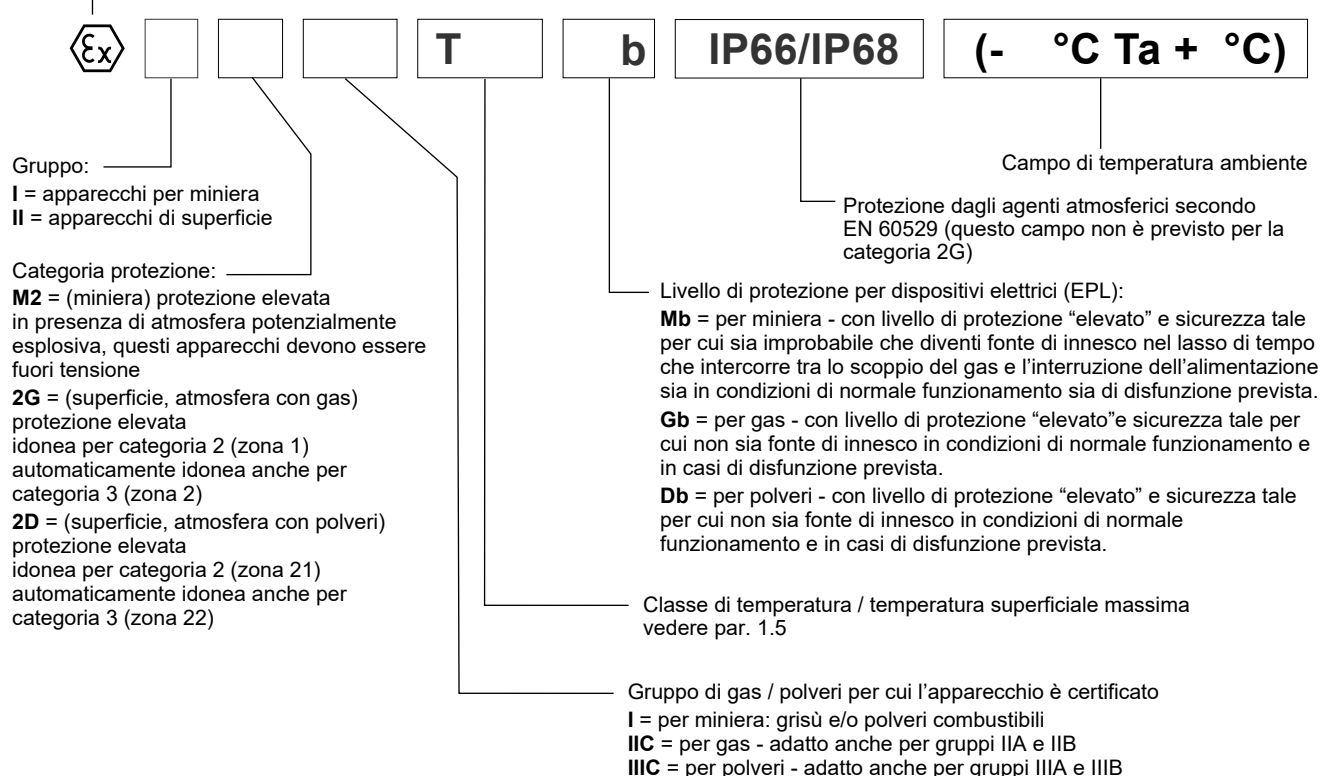 Ex T b IP66/IP68 (- °C Ta + °C)
Gruppo:
I = apparecchi per miniera
II = apparecchi di superficie
Categoria protezione:
M2 = (miniera) protezione elevata
in presenza di atmosfera potenzialmente
esplosiva, questi apparecchi devono essere
fuori tensione
2G = (superficie, atmosfera con gas)
protezione elevata
idonea per categoria 2 (zona 1)
automaticamente idonea anche per
categoria 3 (zona 2)
2D = (superficie, atmosfera con polveri)
protezione elevata
idonea per categoria 2 (zona 21)
automaticamente idonea anche per
categoria 3 (zona 22)
Campo di temperatura ambiente
Protezione dagli agenti atmosferici secondo
EN 60529 (questo campo non è previsto per la
categoria 2G)
Livello di protezione per dispositivi elettrici (EPL):
Mb = per miniera - con livello di protezione “elevato” e sicurezza tale
per cui sia improbabile che diventi fonte di innesco nel lasso di tempo
che intercorre tra lo scoppio del gas e l’interruzione dell’alimentazione
sia in condizioni di normale funzionamento sia di disfunzione prevista.
Gb = per gas - con livello di protezione “elevato”e sicurezza tale per
cui non sia fonte di innesco in condizioni di normale funzionamento e
in casi di disfunzione prevista.
Db = per polveri - con livello di protezione “elevato” e sicurezza tale
per cui non sia fonte di innesco in condizioni di normale
funzionamento e in casi di disfunzione prevista.
Classe di temperatura / temperatura superficiale massima
vedere par. 1.5
Gruppo di gas / polveri per cui l’apparecchio è certificato
I = per miniera: grisù e/o polveri combustibili
IIC = per gas - adatto anche per gruppi IIA e IIB
IIIC = per polveri - adatto anche per gruppi IIIA e IIIB